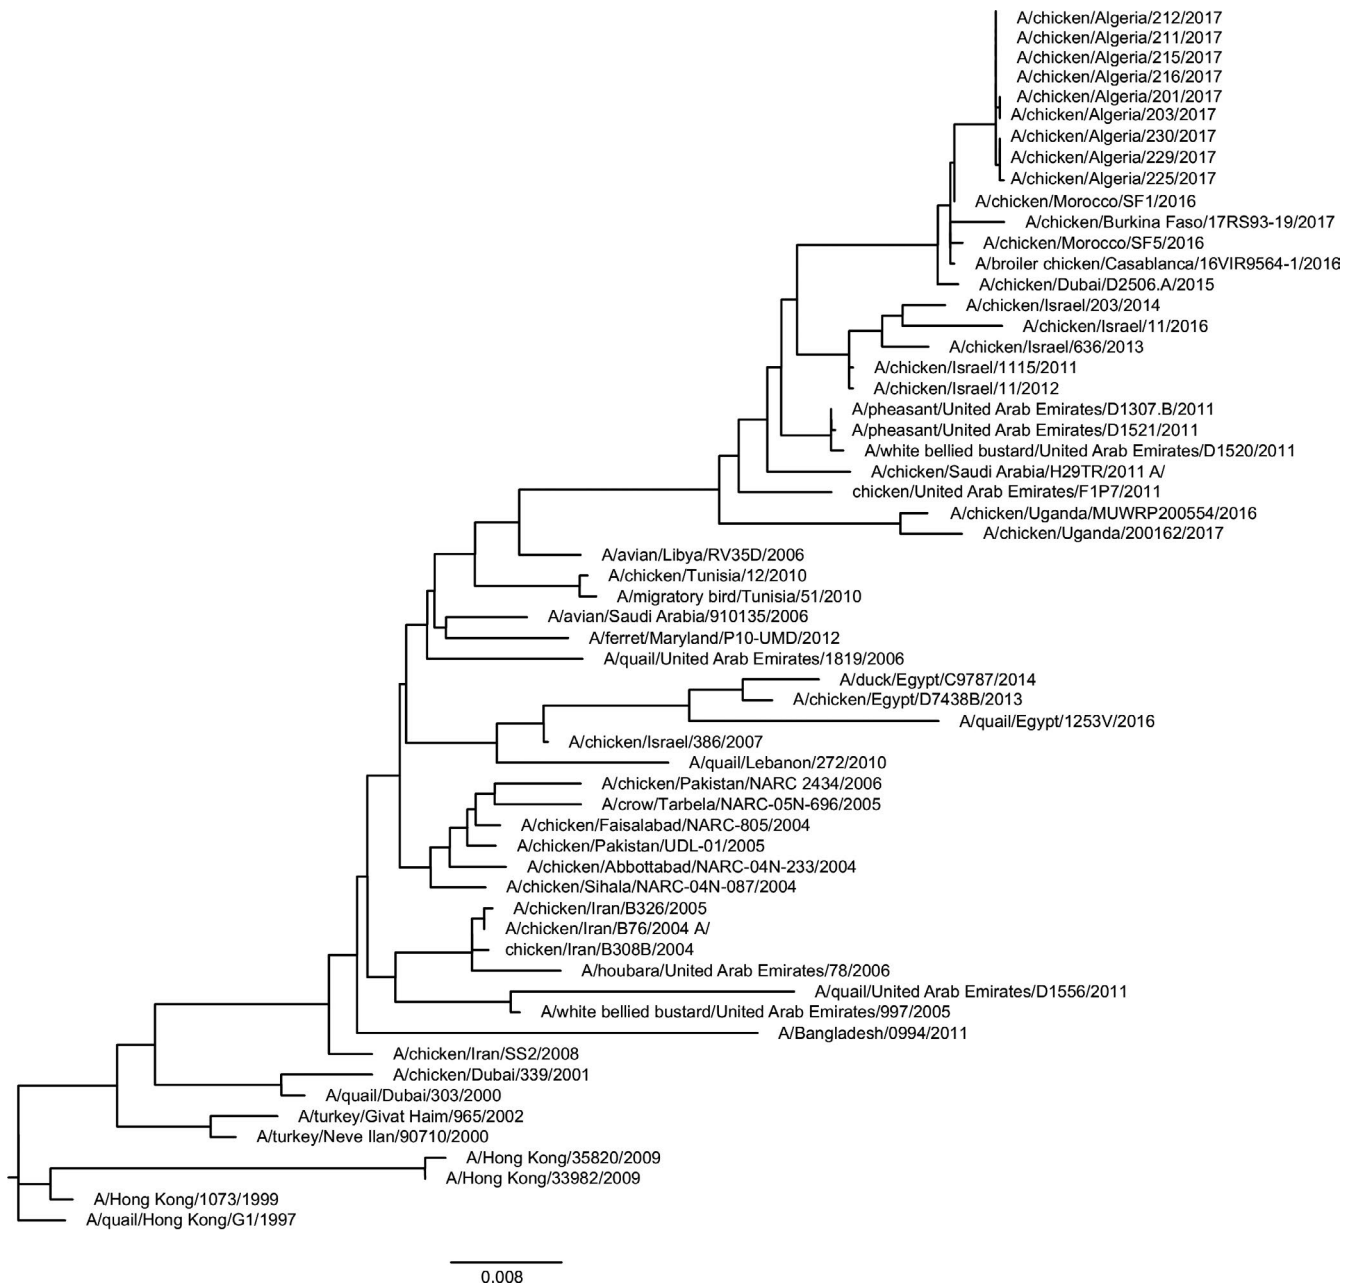 A/chicken/Algeria/212/2017
A/chicken/Algeria/211/2017
A/chicken/Algeria/215/2017
A/chicken/Algeria/216/2017
A/chicken/Algeria/201/2017
A/chicken/Algeria/203/2017
A/chicken/Algeria/230/2017
A/chicken/Algeria/229/2017
A/chicken/Algeria/225/2017
A/chicken/Morocco/SF1/2016
A/chicken/Burkina Faso/17RS93-19/2017
A/chicken/Morocco/SF5/2016
A/broiler chicken/Casablanca/16VIR9564-1/2016
A/chicken/Dubai/D2506.A/2015
A/chicken/Israel/203/2014
A/chicken/Israel/11/2016
A/chicken/Israel/636/2013
A/chicken/Israel/1115/2011
A/chicken/Israel/11/2012
A/pheasant/United Arab Emirates/D1307.B/2011
A/pheasant/United Arab Emirates/D1521/2011
A/white bellied bustard/United Arab Emirates/D1520/2011
A/chicken/Saudi Arabia/H29TR/2011 A/
chicken/United Arab Emirates/F1P7/2011
A/chicken/Uganda/MUWRP200554/2016
A/chicken/Uganda/200162/2017
A/avian/Libya/RV35D/2006
A/chicken/Tunisia/12/2010
A/migratory bird/Tunisia/51/2010
A/avian/Saudi Arabia/910135/2006
A/ferret/Maryland/P10-UMD/2012
A/quail/United Arab Emirates/1819/2006
A/duck/Egypt/C9787/2014
A/chicken/Egypt/D7438B/2013
A/quail/Egypt/1253V/2016
A/chicken/Israel/386/2007
A/quail/Lebanon/272/2010
A/chicken/Pakistan/NARC 2434/2006
A/crow/Tarbela/NARC-05N-696/2005
A/chicken/Faisalabad/NARC-805/2004
A/chicken/Pakistan/UDL-01/2005
A/chicken/Abbottabad/NARC-04N-233/2004
A/chicken/Sihala/NARC-04N-087/2004
A/chicken/Iran/B326/2005
A/chicken/Iran/B76/2004 A/
chicken/Iran/B308B/2004
A/houbara/United Arab Emirates/78/2006
A/quail/United Arab Emirates/D1556/2011
A/white bellied bustard/United Arab Emirates/997/2005
A/Bangladesh/0994/2011
A/chicken/Iran/SS2/2008
A/chicken/Dubai/339/2001
A/quail/Dubai/303/2000
A/turkey/Givat Haim/965/2002
A/turkey/Neve Ilan/90710/2000
A/Hong Kong/35820/2009
A/Hong Kong/33982/2009
A/Hong Kong/1073/1999
A/quail/Hong Kong/G1/1997
0.008